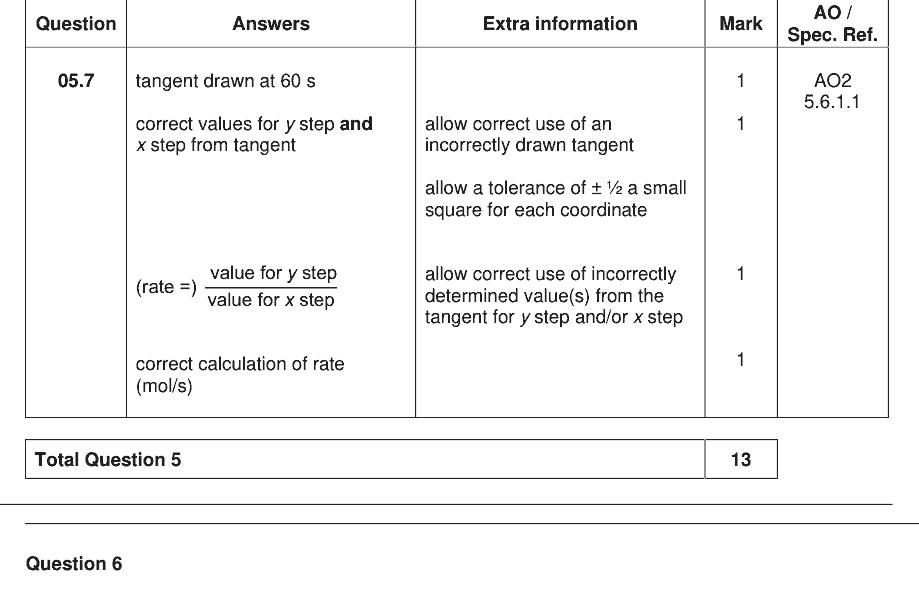 Question Answers Extra information Mark AO /
Spec. Ref.
05.7 tangent drawn at 60 s 1 AO2
5.6.1.1
correct values for y step and allow correct use of an 1
x step from tangent incorrectly drawn tangent
allow a tolerance of ± ½ a small
square for each coordinate
(rate =) value for y step allow correct use of incorrectly 1
value for x step determined value(s) from the
tangent for y step and/or x step
correct calculation of rate 1
(mol/s)
Total Question 5 13
Question 6